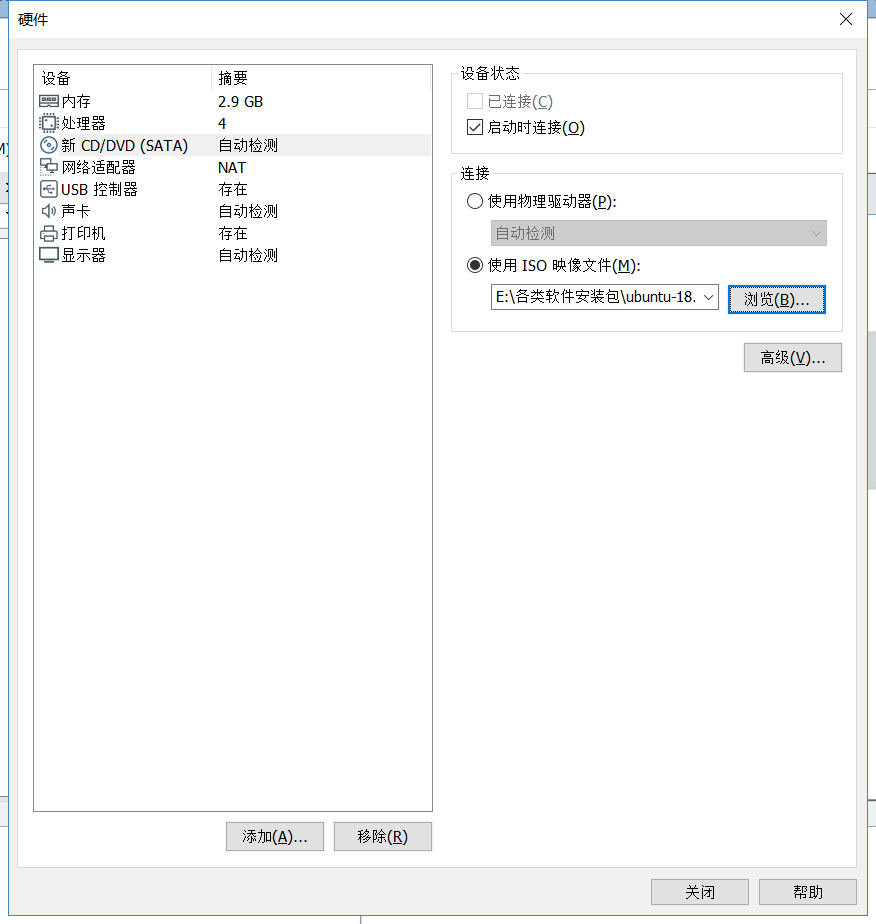 硬件
设备 摘要
内存 2.9 GB
处理器 4
新 CD/DVD (SATA) 自动检测
网络适配器 NAT
USB 控制器 存在
声卡 自动检测
打印机 存在
显示器 自动检测
添加(A)... 移除(R)
设备状态
已连接(C)
启动时连接(O)
连接
使用物理驱动器(P):
自动检测
使用 ISO 映像文件(M):
E:\各类软件安装包\ubuntu-18. 浏览(B)...
高级(V)...
关闭 帮助